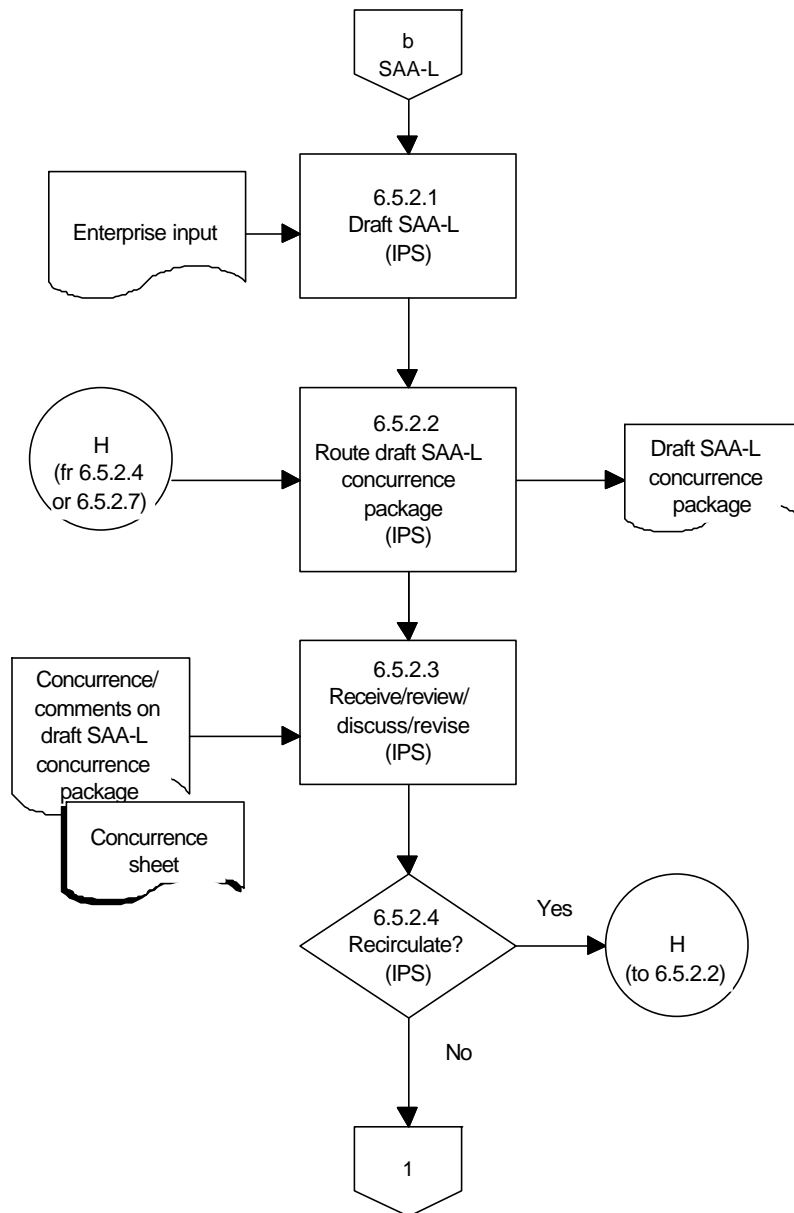 b
SAA-L
6.5.2.1
Draft SAA-L
(IPS)
Enterprise input
6.5.2.2
Route draft SAA-L
concurrence
package
(IPS)
H
(fr 6.5.2.4
or 6.5.2.7)
Draft SAA-L
concurrence
package
6.5.2.3
Receive/review/
discuss/revise
(IPS)
Concurrence/
comments on
draft SAA-L
concurrence
package
Concurrence
sheet
6.5.2.4
Recirculate?
(IPS)
Yes
H
(to 6.5.2.2)
No
1